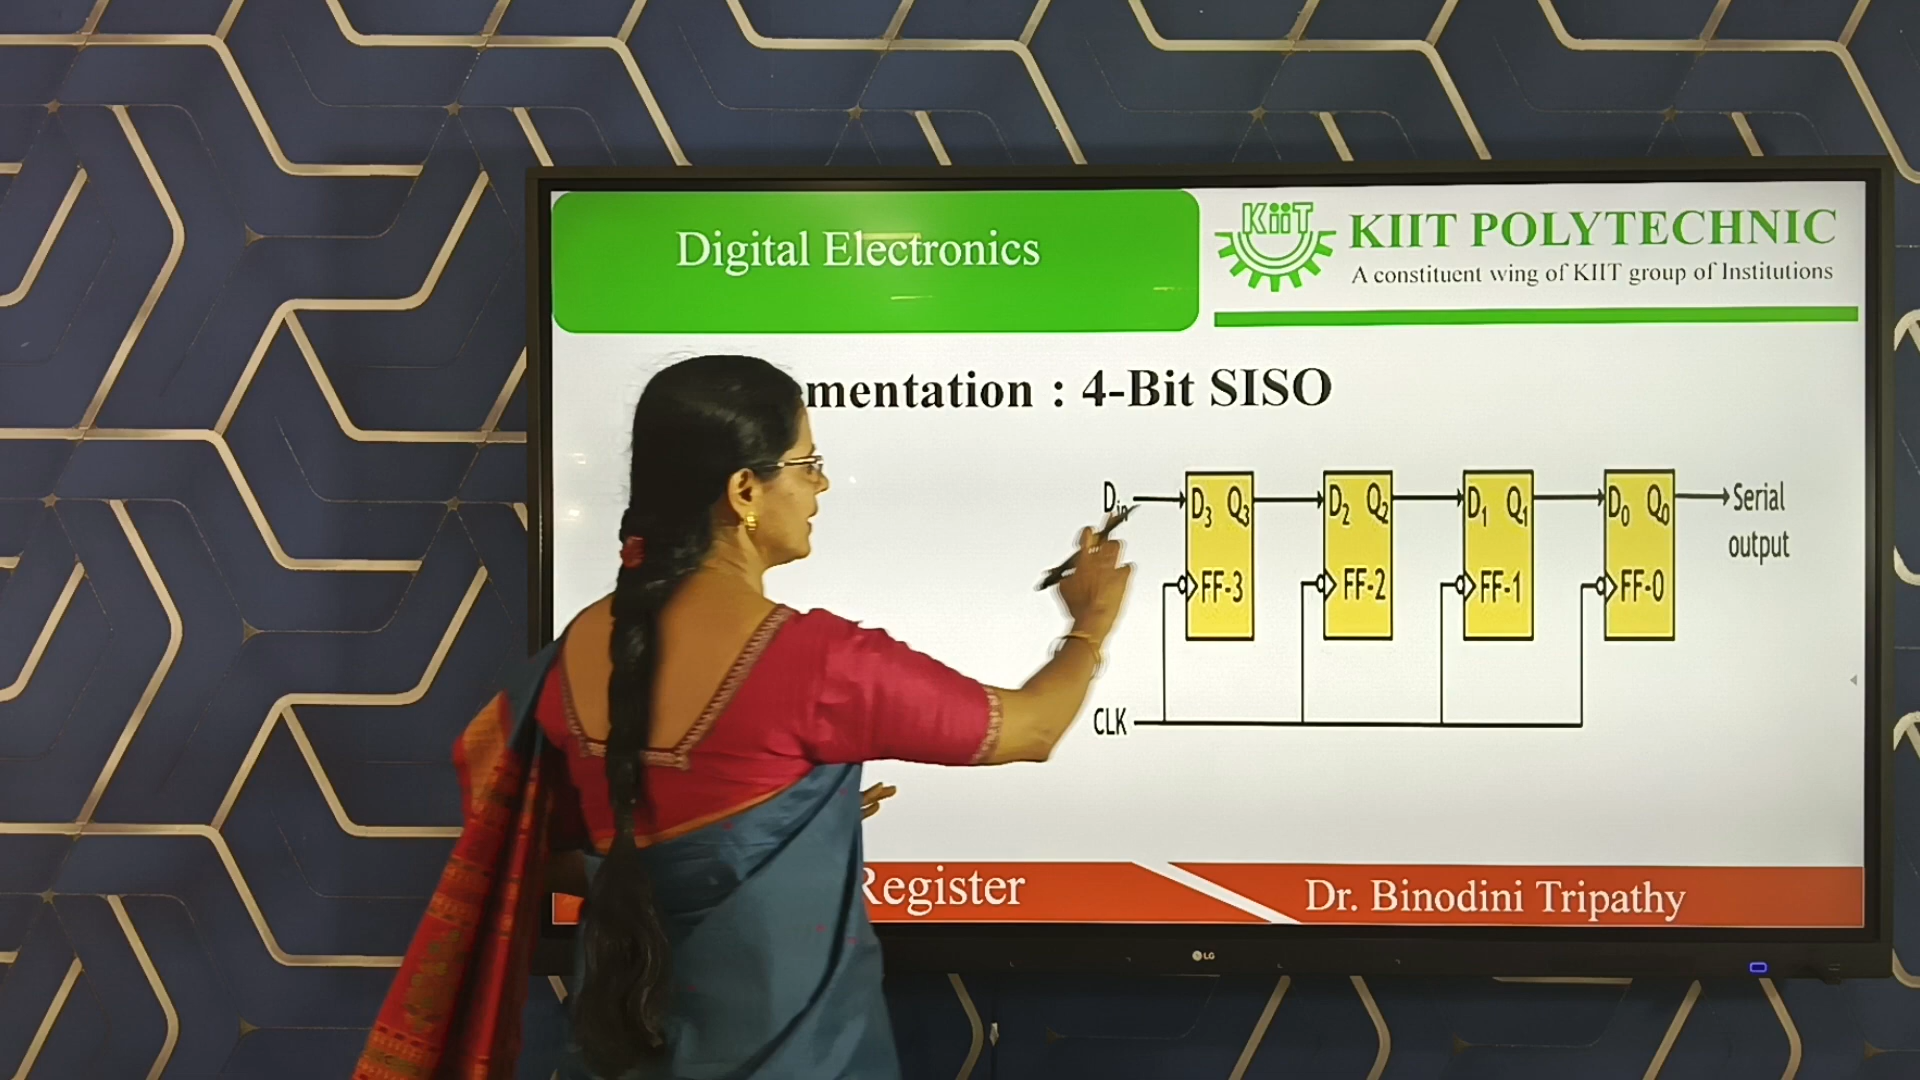 Digital Electronics
KiiT
KIIT POLYTECHNIC
A constituent wing of KIIT group of Institutions
mentation : 4-Bit SISO
Din D3 Q3 D2 Q2 D1 Q1 D0 Q0 Serial
output
FF-3 FF-2 FF-1 FF-0
CLK
Register
Dr. Binodini Tripathy
LG